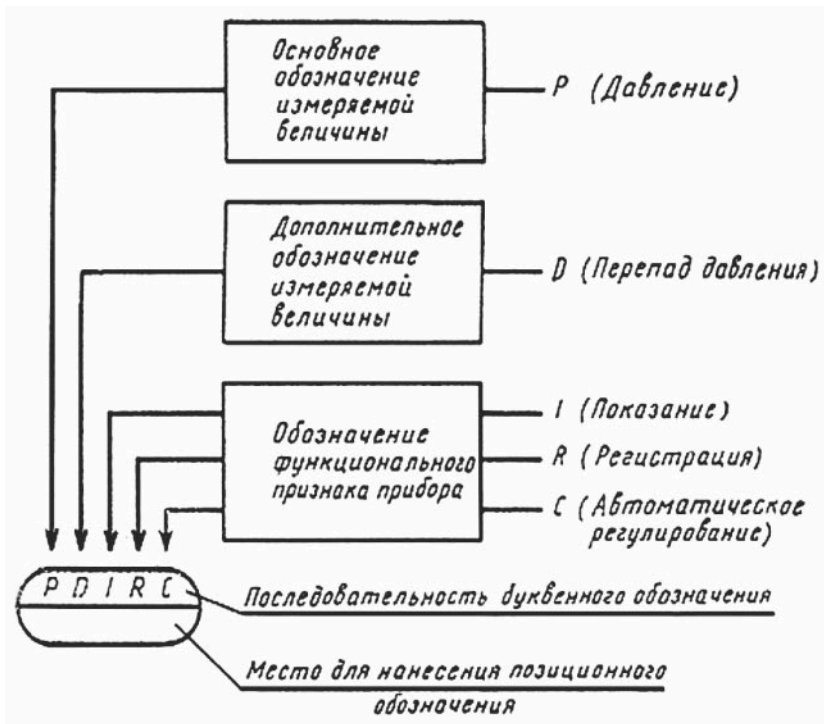 Основное
обозначение
измеряемой
величины
P (Давление)
Дополнительное
обозначение
измеряемой
величины
D (Перепад давления)
Обозначение
функционального
признака прибора
I (Показание)
R (Регистрация)
C (Автоматическое
регулирование)
P D I R C
Последовательность буквенного обозначения
Место для нанесения позиционного
обозначения